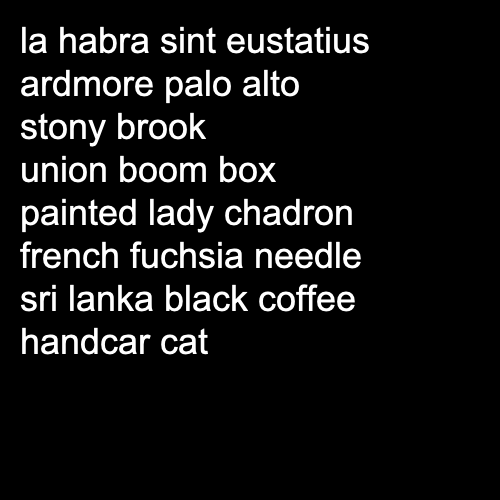 la habra sint eustatius
ardmore palo alto
stony brook
union boom box
painted lady chadron
french fuchsia needle
sri lanka black coffee
handcar cat